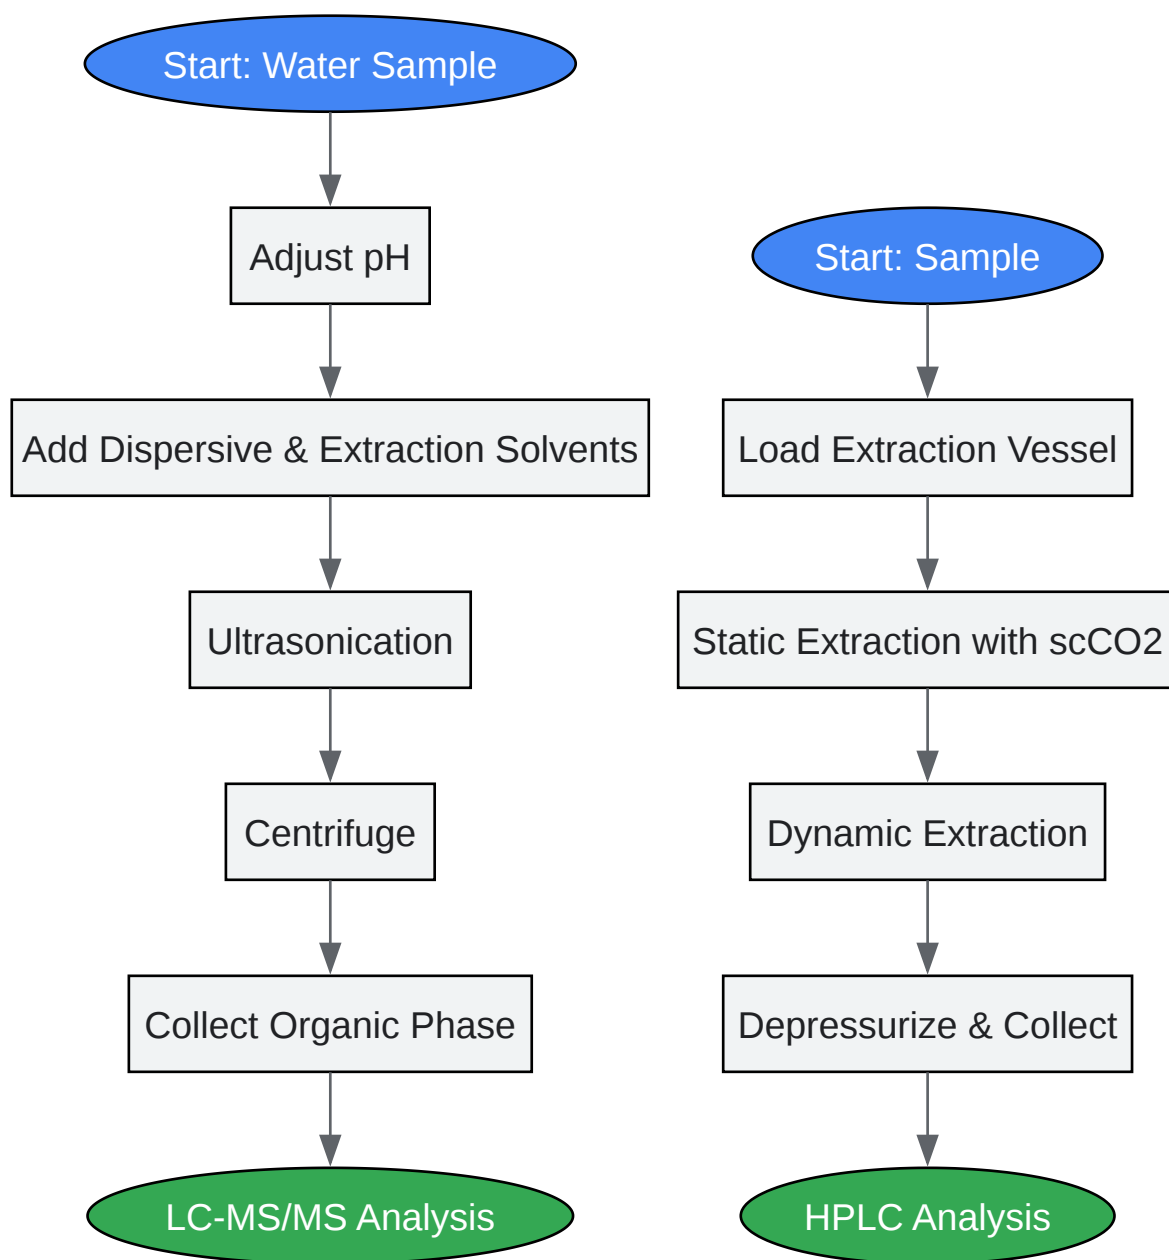 Start: Water Sample
Adjust pH
Add Dispersive & Extraction Solvents
Ultrasonication
Centrifuge
Collect Organic Phase
LC-MS/MS Analysis
Start: Sample
Load Extraction Vessel
Static Extraction with scCO2
Dynamic Extraction
Depressurize & Collect
HPLC Analysis